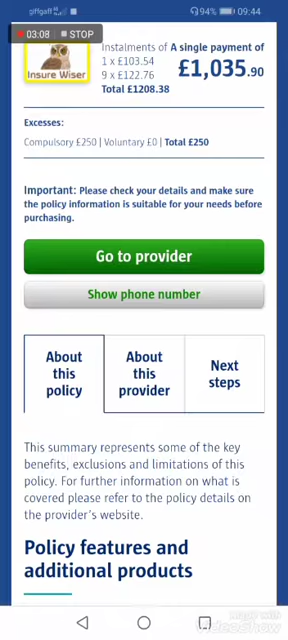 giffgaff
94%
09:44
03:08
STOP
Instalments of
1 x £103.54
9 x £122.76
Total £1208.38
A single payment of
£1,035.90
Insure Wiser
Excesses:
Compulsory £250 | Voluntary £0 | Total £250
Important: Please check your details and make sure
the policy information is suitable for your needs before
purchasing.
Go to provider
Show phone number
About
this
policy
About
this
provider
Next
steps
This summary represents some of the key
benefits, exclusions and limitations of this
policy. For further information on what is
covered please refer to the policy details on
the provider's website.
Policy features and
additional products